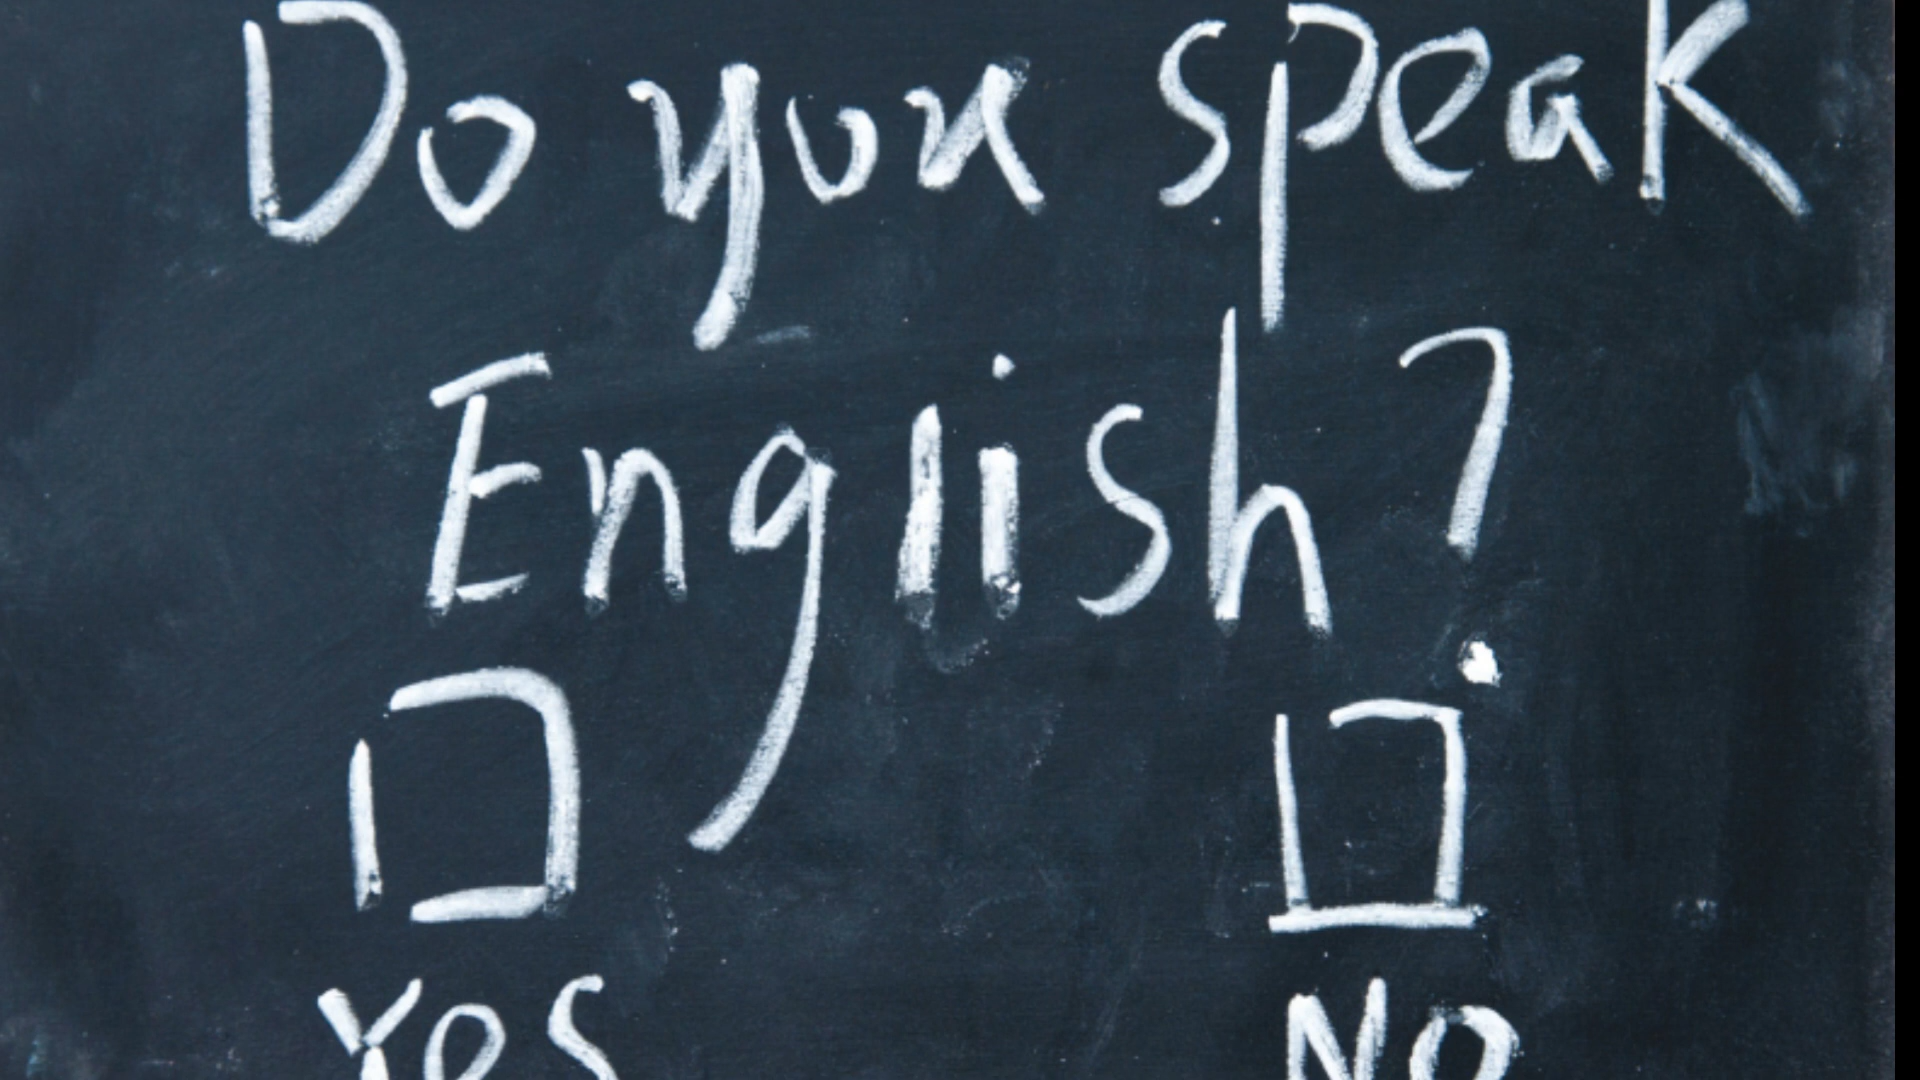 Do you speak
English?
□ □
Yes No